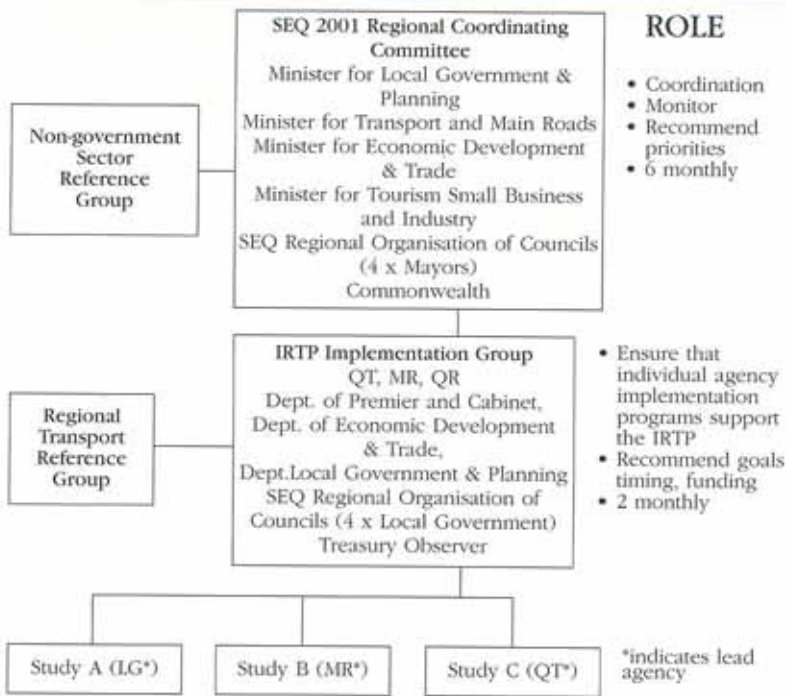 SEQ 2001 Regional Coordinating
Committee
Minister for Local Government &
Planning
Minister for Transport and Main Roads
Minister for Economic Development
& Trade
Minister for Tourism Small Business
and Industry
SEQ Regional Organisation of Councils
(4 x Mayors)
Commonwealth
ROLE
• Coordination
• Monitor
• Recommend
priorities
• 6 monthly
Non-government
Sector
Reference
Group
IRTP Implementation Group
QT, MR, QR
Dept. of Premier and Cabinet,
Dept. of Economic Development
& Trade,
Dept.Local Government & Planning
SEQ Regional Organisation of
Councils (4 x Local Government)
Treasury Observer
• Ensure that
individual agency
implementation
programs support
the IRTP
• Recommend goals
timing, funding
• 2 monthly
Regional
Transport
Reference
Group
Study A (LG*)
Study B (MR*)
Study C (QT*)
*indicates lead
agency